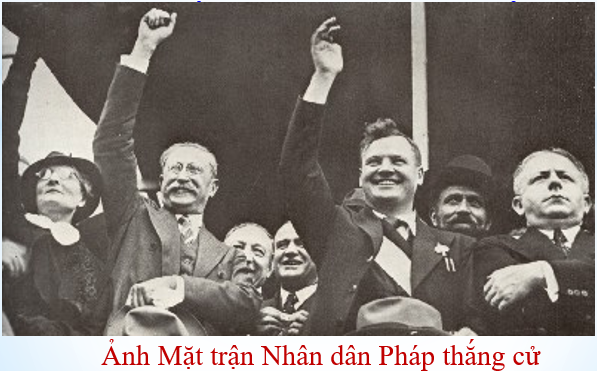 Ảnh Mặt trận Nhân dân Pháp thắng cử